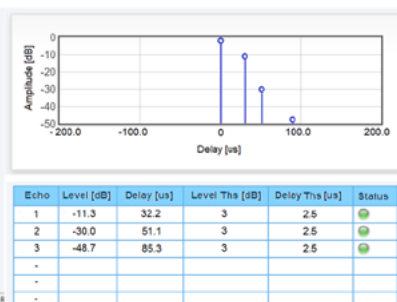 0
-10
-20
-30
-40
-50
Amplitude [dB]
- 200.0 -100.0 0 100.0 200.0
Delay [us]
Echo Level [dB] Delay [us] Level Ths [dB] Delay Ths [us] Status
1 -11.3 32.2 3 2.5
2 -30.0 51.1 3 2.5
3 -48.7 85.3 3 2.5
-
-
-